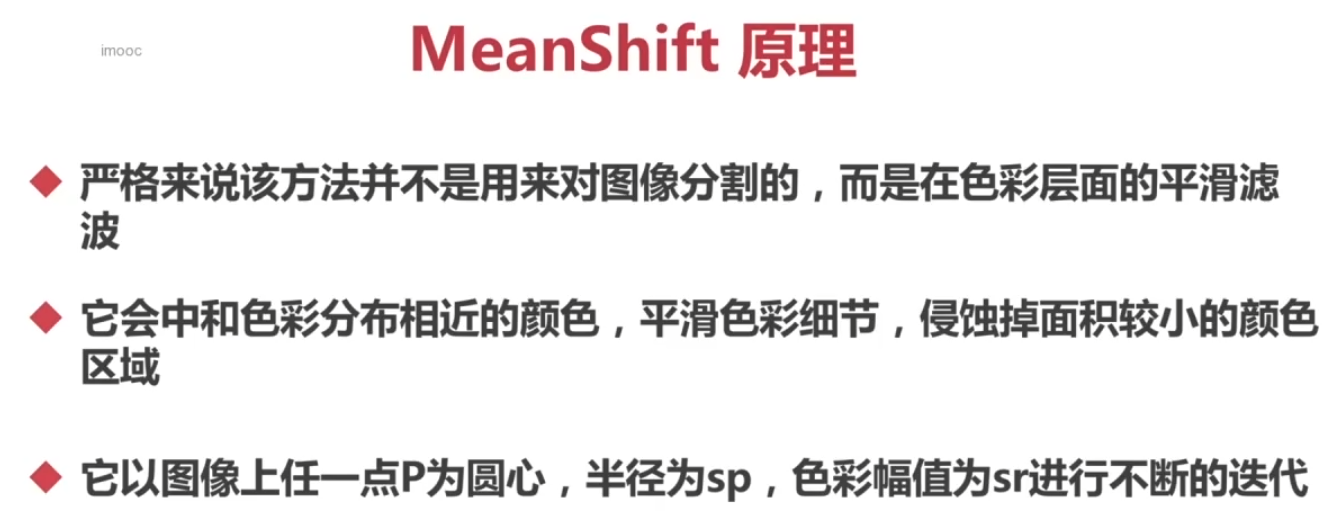 imooc
MeanShift 原理
严格来说该方法并不是用来对图像分割的，而是在色彩层面的平滑滤
波
它会中和色彩分布相近的颜色，平滑色彩细节，侵蚀掉面积较小的颜色
区域
它以图像上任一点P为圆心，半径为sp，色彩幅值为sr进行不断的迭代